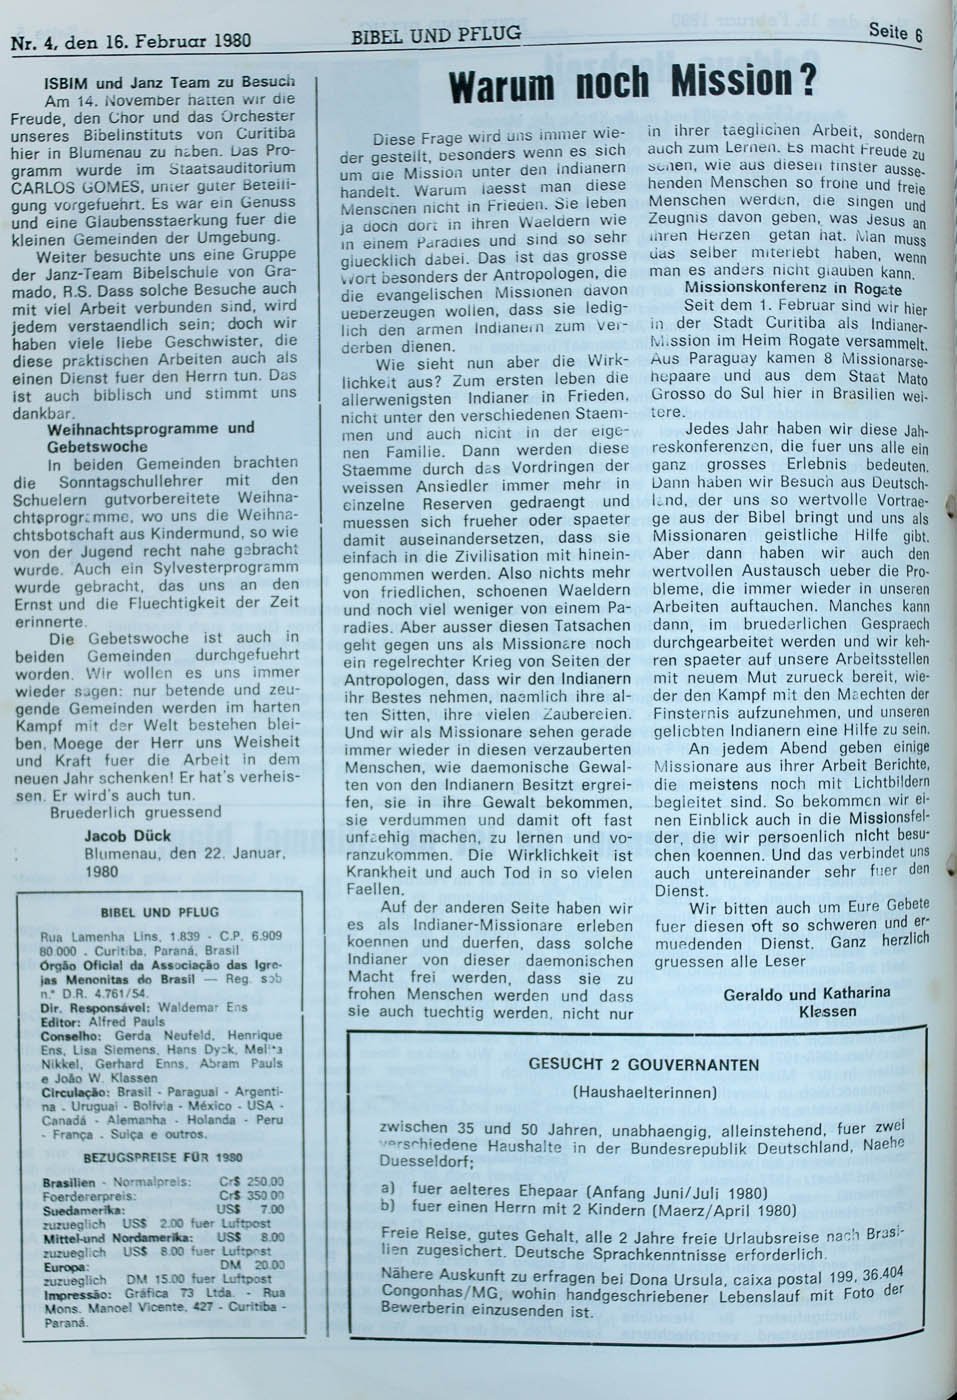 Nr. 4, den 16. Februar 1980
BIBEL UND PFLUG
Seite 6
ISBIM und Janz Team zu Besuch
Am 14. November hatten wir die
Freude, den Chor und das Orchester
unseres Bibelinstituts von Curitiba
hier in Blumenau zu haben. Das Pro-
gramm wurde im Staatsauditorium
CARLOS GOMES, unter guter Beteili-
gung vorgefuehrt. Es war ein Genuss
und eine Glaubensstaerkung fuer die
kleinen Gemeinden der Umgebung.
Weiter besuchte uns eine Gruppe
der Janz-Team Bibelschule von Gra-
mado, R.S. Dass solche Besuche auch
mit viel Arbeit verbunden sind, wird
jedem verstaendlich sein; doch wir
haben viele liebe Geschwister, die
diese praktischen Arbeiten auch als
einen Dienst fuer den Herrn tun. Das
ist auch biblisch und stimmt uns
dankbar.
Weihnachtsprogramme und
Gebetswoche
In beiden Gemeinden brachten
die Sonntagschullehrer mit den
Schuelern gutvorbereitete Weihna-
chtsprogramme, wo uns die Weihna-
chtsbotschaft aus Kindermund, so wie
von der Jugend recht nahe gebracht
wurde. Auch ein Sylvesterprogramm
wurde gebracht, das uns an den
Ernst und die Fluechtigkeit der Zeit
erinnerte.
Die Gebetswoche ist auch in
beiden Gemeinden durchgefuehrt
worden. Wir wollen es uns immer
wieder sagen: nur betende und zeu-
gende Gemeinden werden im harten
Kampf mit der Welt bestehen blei-
ben. Moege der Herr uns Weisheit
und Kraft fuer die Arbeit in dem
neuen Jahr schenken! Er hat's verheis-
sen. Er wird's auch tun.
Bruederlich gruessend
Jacob Dück
Blumenau, den 22. Januar,
1980
BIBEL UND PFLUG
Rua Lamenha Lins, 1.839 - C.P. 6.909
80.000 - Curitiba, Paraná, Brasil
Órgão Oficial da Associação das Igre-
jas Menonitas do Brasil — Reg. sob
n.° D.R. 4.761/54.
Dir. Responsável: Waldemar Ens
Editor: Alfred Pauls
Conselho: Gerda Neufeld, Henrique
Ens, Lisa Siemens, Hans Dyck, Melita
Nikkel, Gerhard Enns, Abram Pauls
e João W. Klassen
Circulação: Brasil - Paraguai - Argenti-
na - Uruguai - Bolívia - México - USA -
Canadá - Alemanha - Holanda - Peru
- França - Suíça e outros.
BEZUGSPREISE FÜR 1980
Brasilien - Normalpreis: Cr$ 250.00
Foerdererpreis: Cr$ 350.00
Suedamerika: US$ 7.00
zuzueglich US$ 2.00 fuer Luftpost
Mittel-und Nordamerika: US$ 8.00
zuzueglich US$ 8.00 fuer Luftpost
Europa: DM 20.00
zuzueglich DM 15.00 fuer Luftpost
Impressão: Gráfica 73 Ltda. - Rua
Mons. Manoel Vicente, 427 - Curitiba -
Paraná.
Warum noch Mission?
Diese Frage wird uns immer wie-
der gestellt, besonders wenn es sich
um die Mission unter den Indianern
handelt. Warum laesst man diese
Menschen nicht in Frieden. Sie leben
ja doch dort in ihren Waeldern wie
in einem Paradies und sind so sehr
gluecklich dabei. Das ist das grosse
Wort besonders der Antropologen, die
die evangelischen Missionen davon
ueberzeugen wollen, dass sie ledig-
lich den armen Indianern zum Ver-
derben dienen.
Wie sieht nun aber die Wirk-
lichkeit aus? Zum ersten leben die
allerwenigsten Indianer in Frieden,
nicht unter den verschiedenen Staem-
men und auch nicht in der eige-
nen Familie. Dann werden diese
Staemme durch das Vordringen der
weissen Ansiedler immer mehr in
einzelne Reserven gedraengt und
muessen sich frueher oder spaeter
damit auseinandersetzen, dass sie
einfach in die Zivilisation mit hinein-
genommen werden. Also nichts mehr
von friedlichen, schoenen Waeldern
und noch viel weniger von einem Pa-
radies. Aber ausser diesen Tatsachen
geht gegen uns als Missionare noch
ein regelrechter Krieg von Seiten der
Antropologen, dass wir den Indianern
ihr Bestes nehmen, naemlich ihre al-
ten Sitten, ihre vielen Zaubereien.
Und wir als Missionare sehen gerade
immer wieder in diesen verzauberten
Menschen, wie daemonische Gewal-
ten von den Indianern Besitzt ergrei-
fen, sie in ihre Gewalt bekommen,
sie verdummen und damit oft fast
unfaehig machen, zu lernen und vo-
ranzukommen. Die Wirklichkeit ist
Krankheit und auch Tod in so vielen
Faellen.
Auf der anderen Seite haben wir
es als Indianer-Missionare erleben
koennen und duerfen, dass solche
Indianer von dieser daemonischen
Macht frei werden, dass sie zu
frohen Menschen werden und dass
sie auch tuechtig werden, nicht nur
in ihrer taeglichen Arbeit, sondern
auch zum Lernen. Es macht Freude zu
sehen, wie aus diesen finster ausse-
henden Menschen so frohe und freie
Menschen werden, die singen und
Zeugnis davon geben, was Jesus an
ihren Herzen getan hat. Man muss
das selber miterlebt haben, wenn
man es anders nicht glauben kann.
Missionskonferenz in Rogate
Seit dem 1. Februar sind wir hier
in der Stadt Curitiba als Indianer-
Mission im Heim Rogate versammelt.
Aus Paraguay kamen 8 Missionarse-
hepaare und aus dem Staat Mato
Grosso do Sul hier in Brasilien wei-
tere.
Jedes Jahr haben wir diese Jah-
reskonferenzen, die fuer uns alle ein
ganz grosses Erlebnis bedeuten.
Dann haben wir Besuch aus Deutsch-
land, der uns so wertvolle Vortrae-
ge aus der Bibel bringt und uns als
Missionaren geistliche Hilfe gibt.
Aber dann haben wir auch den
wertvollen Austausch ueber die Pro-
bleme, die immer wieder in unseren
Arbeiten auftauchen. Manches kann
dann, im bruederlichen Gespraech
durchgearbeitet werden und wir keh-
ren spaeter auf unsere Arbeitsstellen
mit neuem Mut zurueck bereit, wie-
der den Kampf mit den Maechten der
Finsternis aufzunehmen, und unseren
geliebten Indianern eine Hilfe zu sein.
An jedem Abend geben einige
Missionare aus ihrer Arbeit Berichte,
die meistens noch mit Lichtbildern
begleitet sind. So bekommen wir ei-
nen Einblick auch in die Missionsfel-
der, die wir persoenlich nicht besu-
chen koennen. Und das verbindet uns
auch untereinander sehr fuer den
Dienst.
Wir bitten auch um Eure Gebete
fuer diesen oft so schweren und er-
muedenden Dienst. Ganz herzlich
gruessen alle Leser
Geraldo und Katharina
Klassen
GESUCHT 2 GOUVERNANTEN
(Haushaelterinnen)
zwischen 35 und 50 Jahren, unabhaengig, alleinstehend, fuer zwei
verschiedene Haushalte in der Bundesrepublik Deutschland, Naehe
Duesseldorf;
a) fuer aelteres Ehepaar (Anfang Juni/Juli 1980)
b) fuer einen Herrn mit 2 Kindern (Maerz/April 1980)
Freie Reise, gutes Gehalt, alle 2 Jahre freie Urlaubsreise nach Brasi-
lien zugesichert. Deutsche Sprachkenntnisse erforderlich.
Nähere Auskunft zu erfragen bei Dona Ursula, caixa postal 199, 36.404
Congonhas/MG, wohin handgeschriebener Lebenslauf mit Foto der
Bewerberin einzusenden ist.